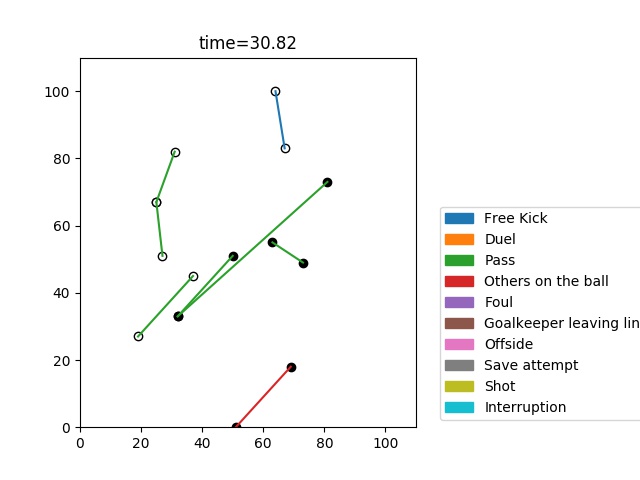 time=30.82
100
80
60
40
20
0
0 20 40 60 80 100
Free Kick
Duel
Pass
Others on the ball
Foul
Goalkeeper leaving lin
Offside
Save attempt
Shot
Interruption